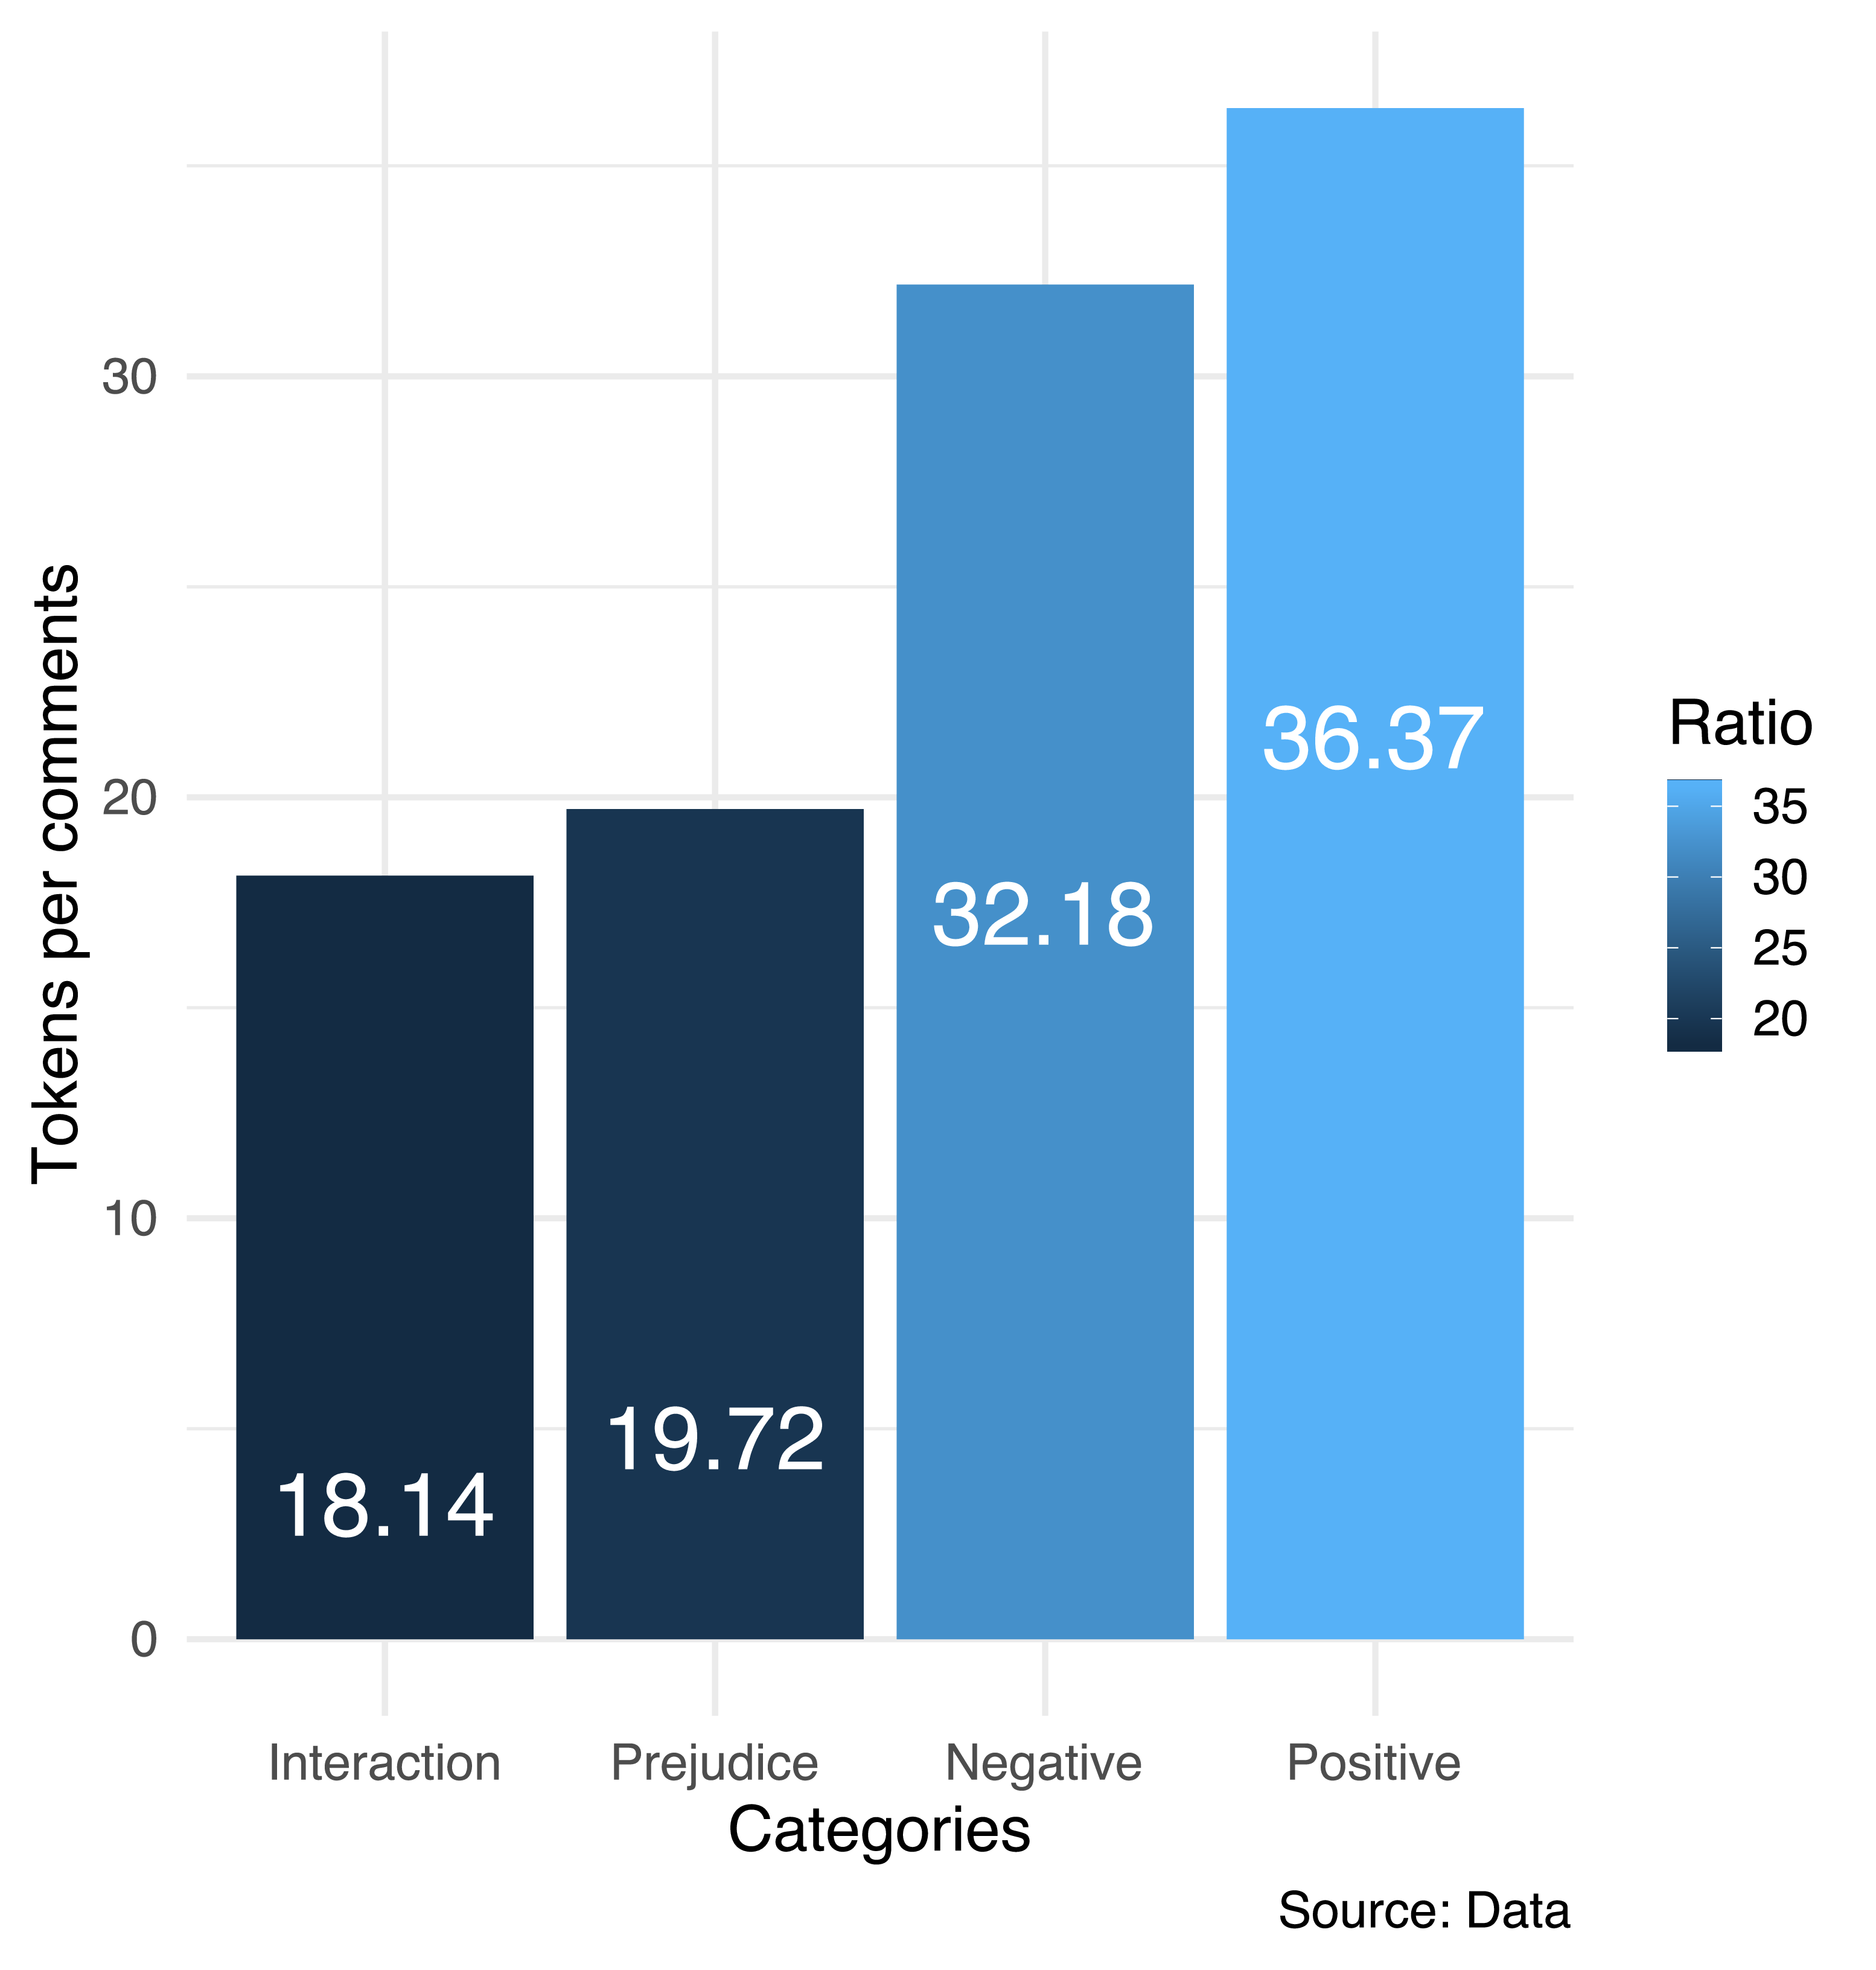 Tokens per comments
30
20
10
0
36.37
32.18
19.72
18.14
Interaction Prejudice Negative Positive
Categories
Ratio
35
30
25
20
Source: Data